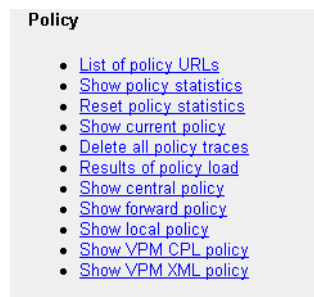 Policy
List of policy URLs
Show policy statistics
Reset policy statistics
Show current policy
Delete all policy traces
Results of policy load
Show central policy
Show forward policy
Show local policy
Show VPM CPL policy
Show VPM XML policy